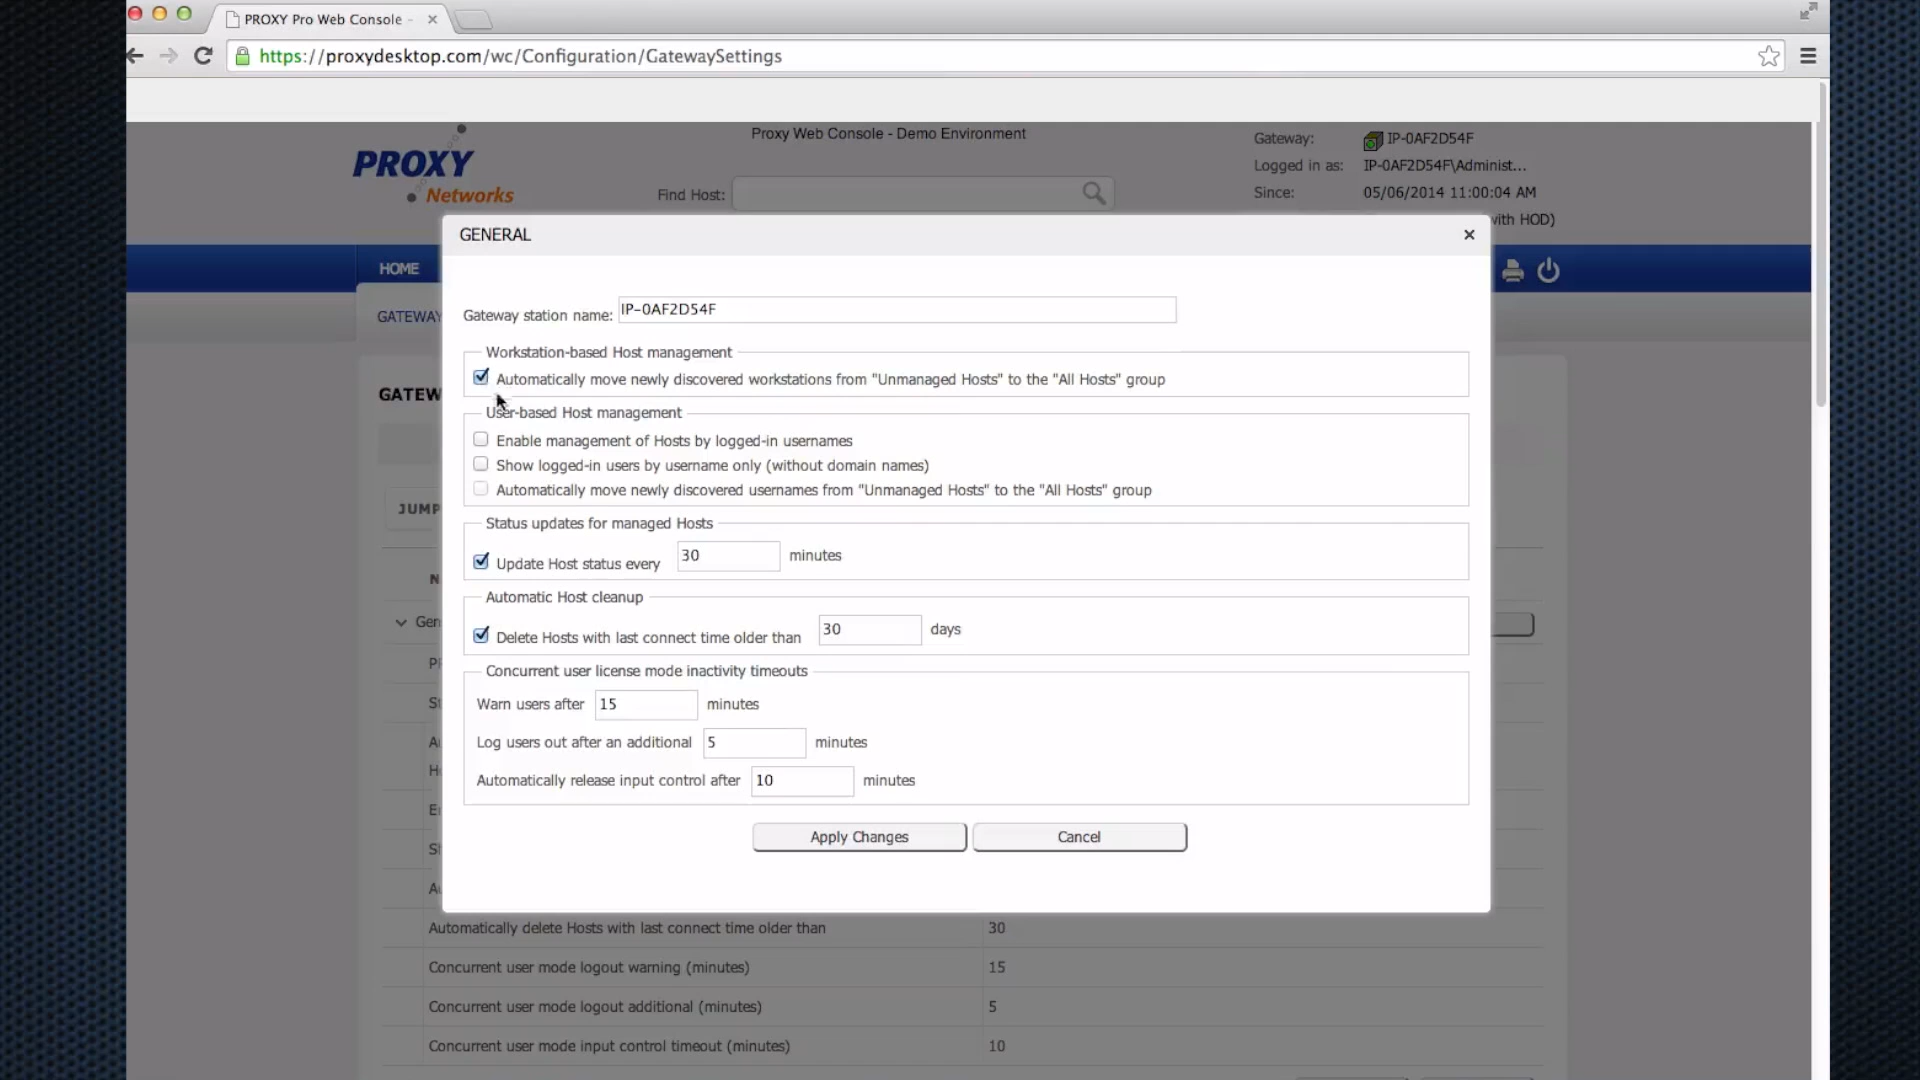 PROXY Pro Web Console -
https://proxydesktop.com/wc/Configuration/GatewaySettings
PROXY
Networks
Proxy Web Console - Demo Environment
Find Host:
Gateway: IP-0AF2D54F
Logged in as: IP-0AF2D54F\Administ...
Since: 05/06/2014 11:00:04 AM
with HOD)
HOME
GATEWAY
GATEW
JUMP
GENERAL
Gateway station name: IP-0AF2D54F
Workstation-based Host management
Automatically move newly discovered workstations from "Unmanaged Hosts" to the "All Hosts" group
User-based Host management
Enable management of Hosts by logged-in usernames
Show logged-in users by username only (without domain names)
Automatically move newly discovered usernames from "Unmanaged Hosts" to the "All Hosts" group
Status updates for managed Hosts
Update Host status every 30 minutes
Automatic Host cleanup
Delete Hosts with last connect time older than 30 days
Concurrent user license mode inactivity timeouts
Warn users after 15 minutes
Log users out after an additional 5 minutes
Automatically release input control after 10 minutes
Apply Changes Cancel
Automatically delete Hosts with last connect time older than 30
Concurrent user mode logout warning (minutes) 15
Concurrent user mode logout additional (minutes) 5
Concurrent user mode input control timeout (minutes) 10